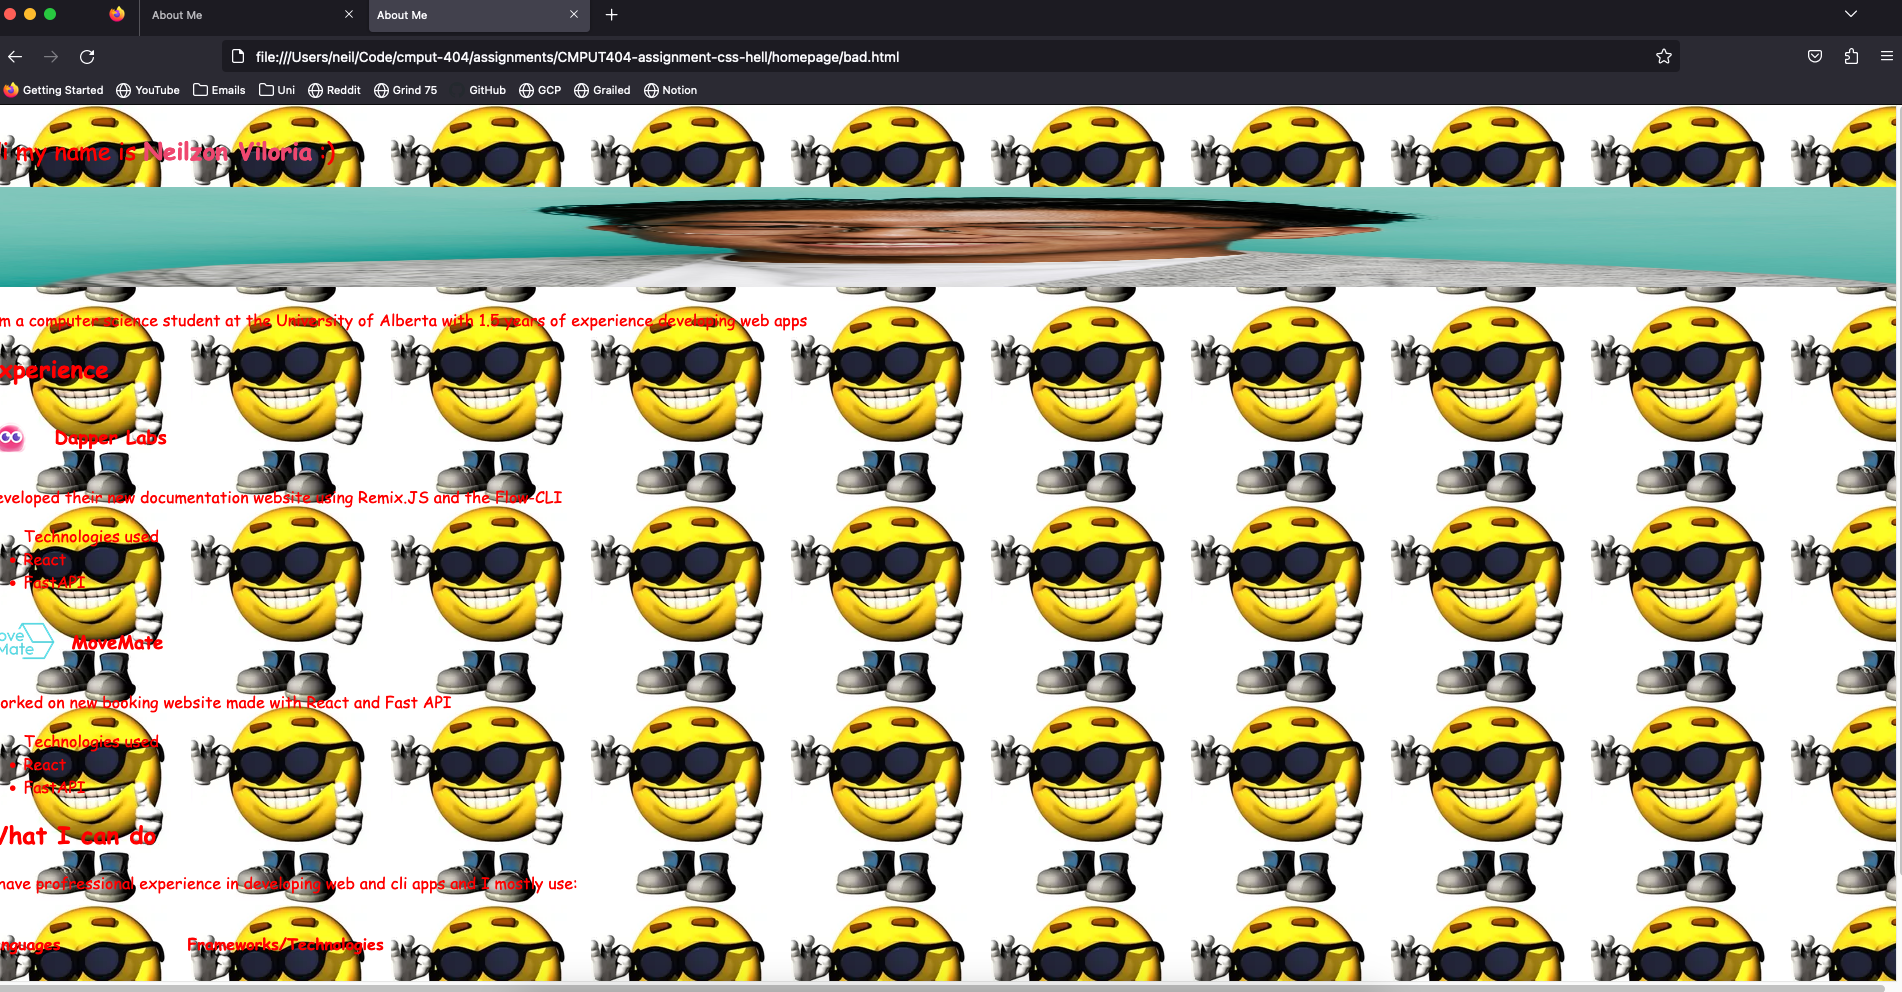 About Me
About Me
file:///Users/neil/Code/cmput-404/assignments/CMPUT404-assignment-css-hell/homepage/bad.html
Getting Started YouTube Emails Uni Reddit Grind 75 GitHub GCP Grailed Notion
i my name is Neilzon Viloria :)
m a computer science student at the University of Alberta with 1.5 years of experience developing web apps
xperience
Dapper Labs
eveloped their new documentation website using Remix.JS and the Flow-CLI
Technologies used
• React
• FastAPI
ove
Mate
MoveMate
orked on new booking website made with React and Fast API
Technologies used
• React
• FastAPI
What I can do
have profressional experience in developing web and cli apps and I mostly use:
nguages Frameworks/Technologies